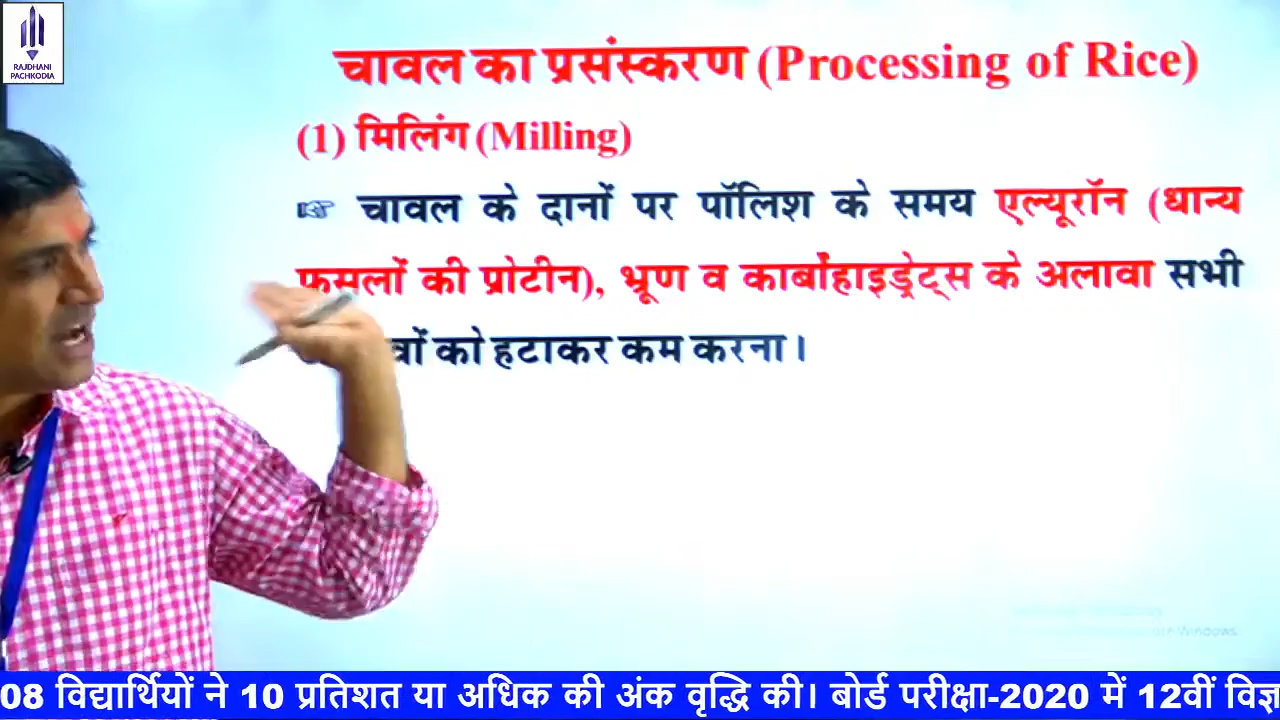 RAJDHANI
PACHKODIA
चावल का प्रसंस्करण (Processing of Rice)
(1) मिलिंग (Milling)
☞ चावल के दानों पर पॉलिश के समय एल्यूरॉन (धान्य
फसलों की प्रोटीन), भ्रूण व कार्बोहाइड्रेट्स के अलावा सभी
को हटाकर कम करना।
08 विद्यार्थियों ने 10 प्रतिशत या अधिक की अंक वृद्धि की। बोर्ड परीक्षा-2020 में 12वीं